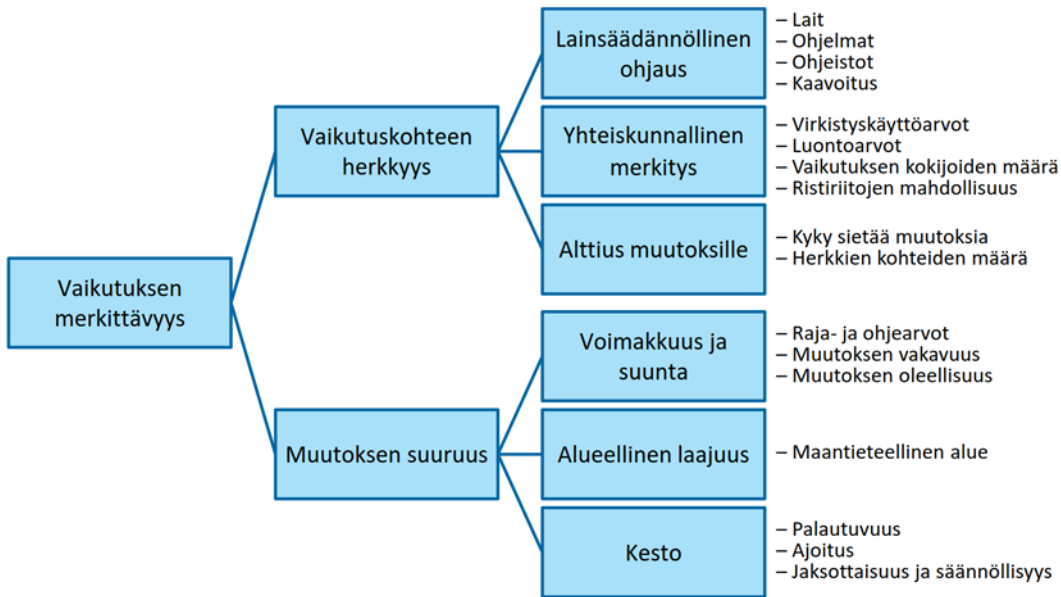 Vaikutuksen
merkittävyys
Vaikutuskohteen
herkkyys
Lainsäädännöllinen
ohjaus
– Lait
– Ohjelmat
– Ohjeistot
– Kaavoitus
Yhteiskunnallinen
merkitys
– Virkistyskäyttöarvot
– Luontoarvot
– Vaikutuksen kokijoiden määrä
– Ristiriitojen mahdollisuus
Alttius muutoksille
– Kyky sietää muutoksia
– Herkkien kohteiden määrä
Muutoksen suuruus
Voimakkuus ja
suunta
– Raja- ja ohjearvot
– Muutoksen vakavuus
– Muutoksen oleellisuus
Alueellinen laajuus
– Maantieteellinen alue
Kesto
– Palautuvuus
– Ajoitus
– Jaksottaisuus ja säännöllisyys